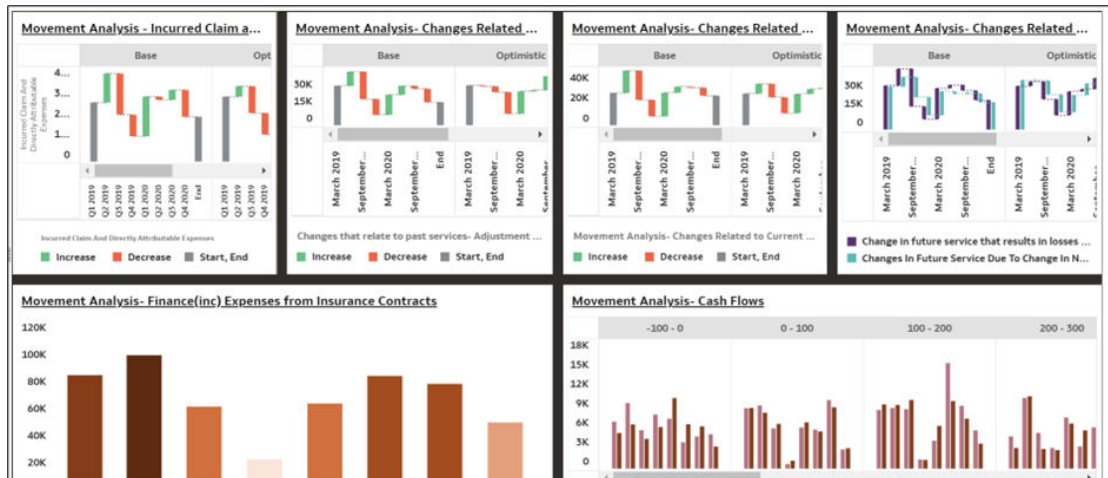 Movement Analysis - Incurred Claim a...
Base
Opt
Incurred Claim And
Directly Attributable
Expenses
4...
3...
2...
1...
0
Q1 2019
Q2 2019
Q3 2019
Q4 2019
Q1 2020
Q2 2020
Q3 2020
Q4 2020
End
Q1 2019
Q2 2019
Q3 2019
Q4 2019
Incurred Claim And Directly Attributable Expenses
Increase
Decrease
Start, End
Movement Analysis- Changes Related ...
Base
Optimistic
30K
15K
0
March 2019
September...
March 2020
September...
End
March 2019
September...
March 2020
September
Changes that relate to past services- Adjustment ...
Increase
Decrease
Start, End
Movement Analysis- Changes Related ...
Base
Optimistic
40K
20K
0
March 2019
September...
March 2020
September...
End
March 2019
September...
March 2020
Movement Analysis- Changes Related to Current ...
Increase
Decrease
Start, End
Movement Analysis- Changes Related ...
Base
Optimistic
30K
15K
0
March 2019
September...
March 2020
September...
End
March 2019
September...
March 2020
Change in future service that results in losses ...
Changes In Future Service Due To Change In N...
Movement Analysis- Finance(inc) Expenses from Insurance Contracts
120K
100K
80K
60K
40K
20K
Movement Analysis- Cash Flows
-100 - 0
0 - 100
100 - 200
200 - 300
18K
15K
12K
9K
6K
3K
0